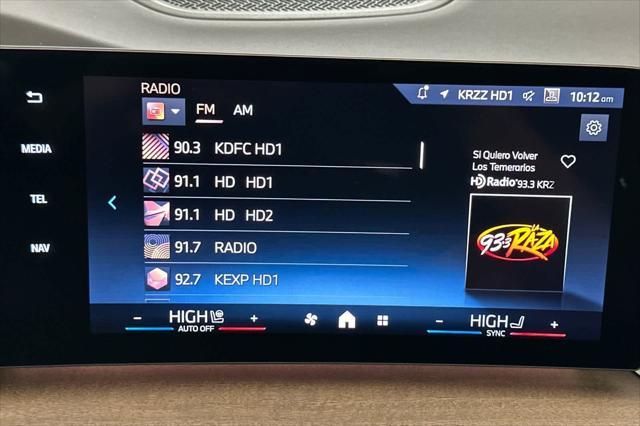 RADIO
KRZZ HD1 10:12 am
FM AM
MEDIA
TEL
NAV
90.3 KDFC HD1
91.1 HD HD1
91.1 HD HD2
91.7 RADIO
92.7 KEXP HD1
SI Quiero Volver
Los Temerarios
HD Radio 93.3 KRZ
93.3 LA RAZA
- HIGH +
AUTO OFF
- HIGH +
SYNC